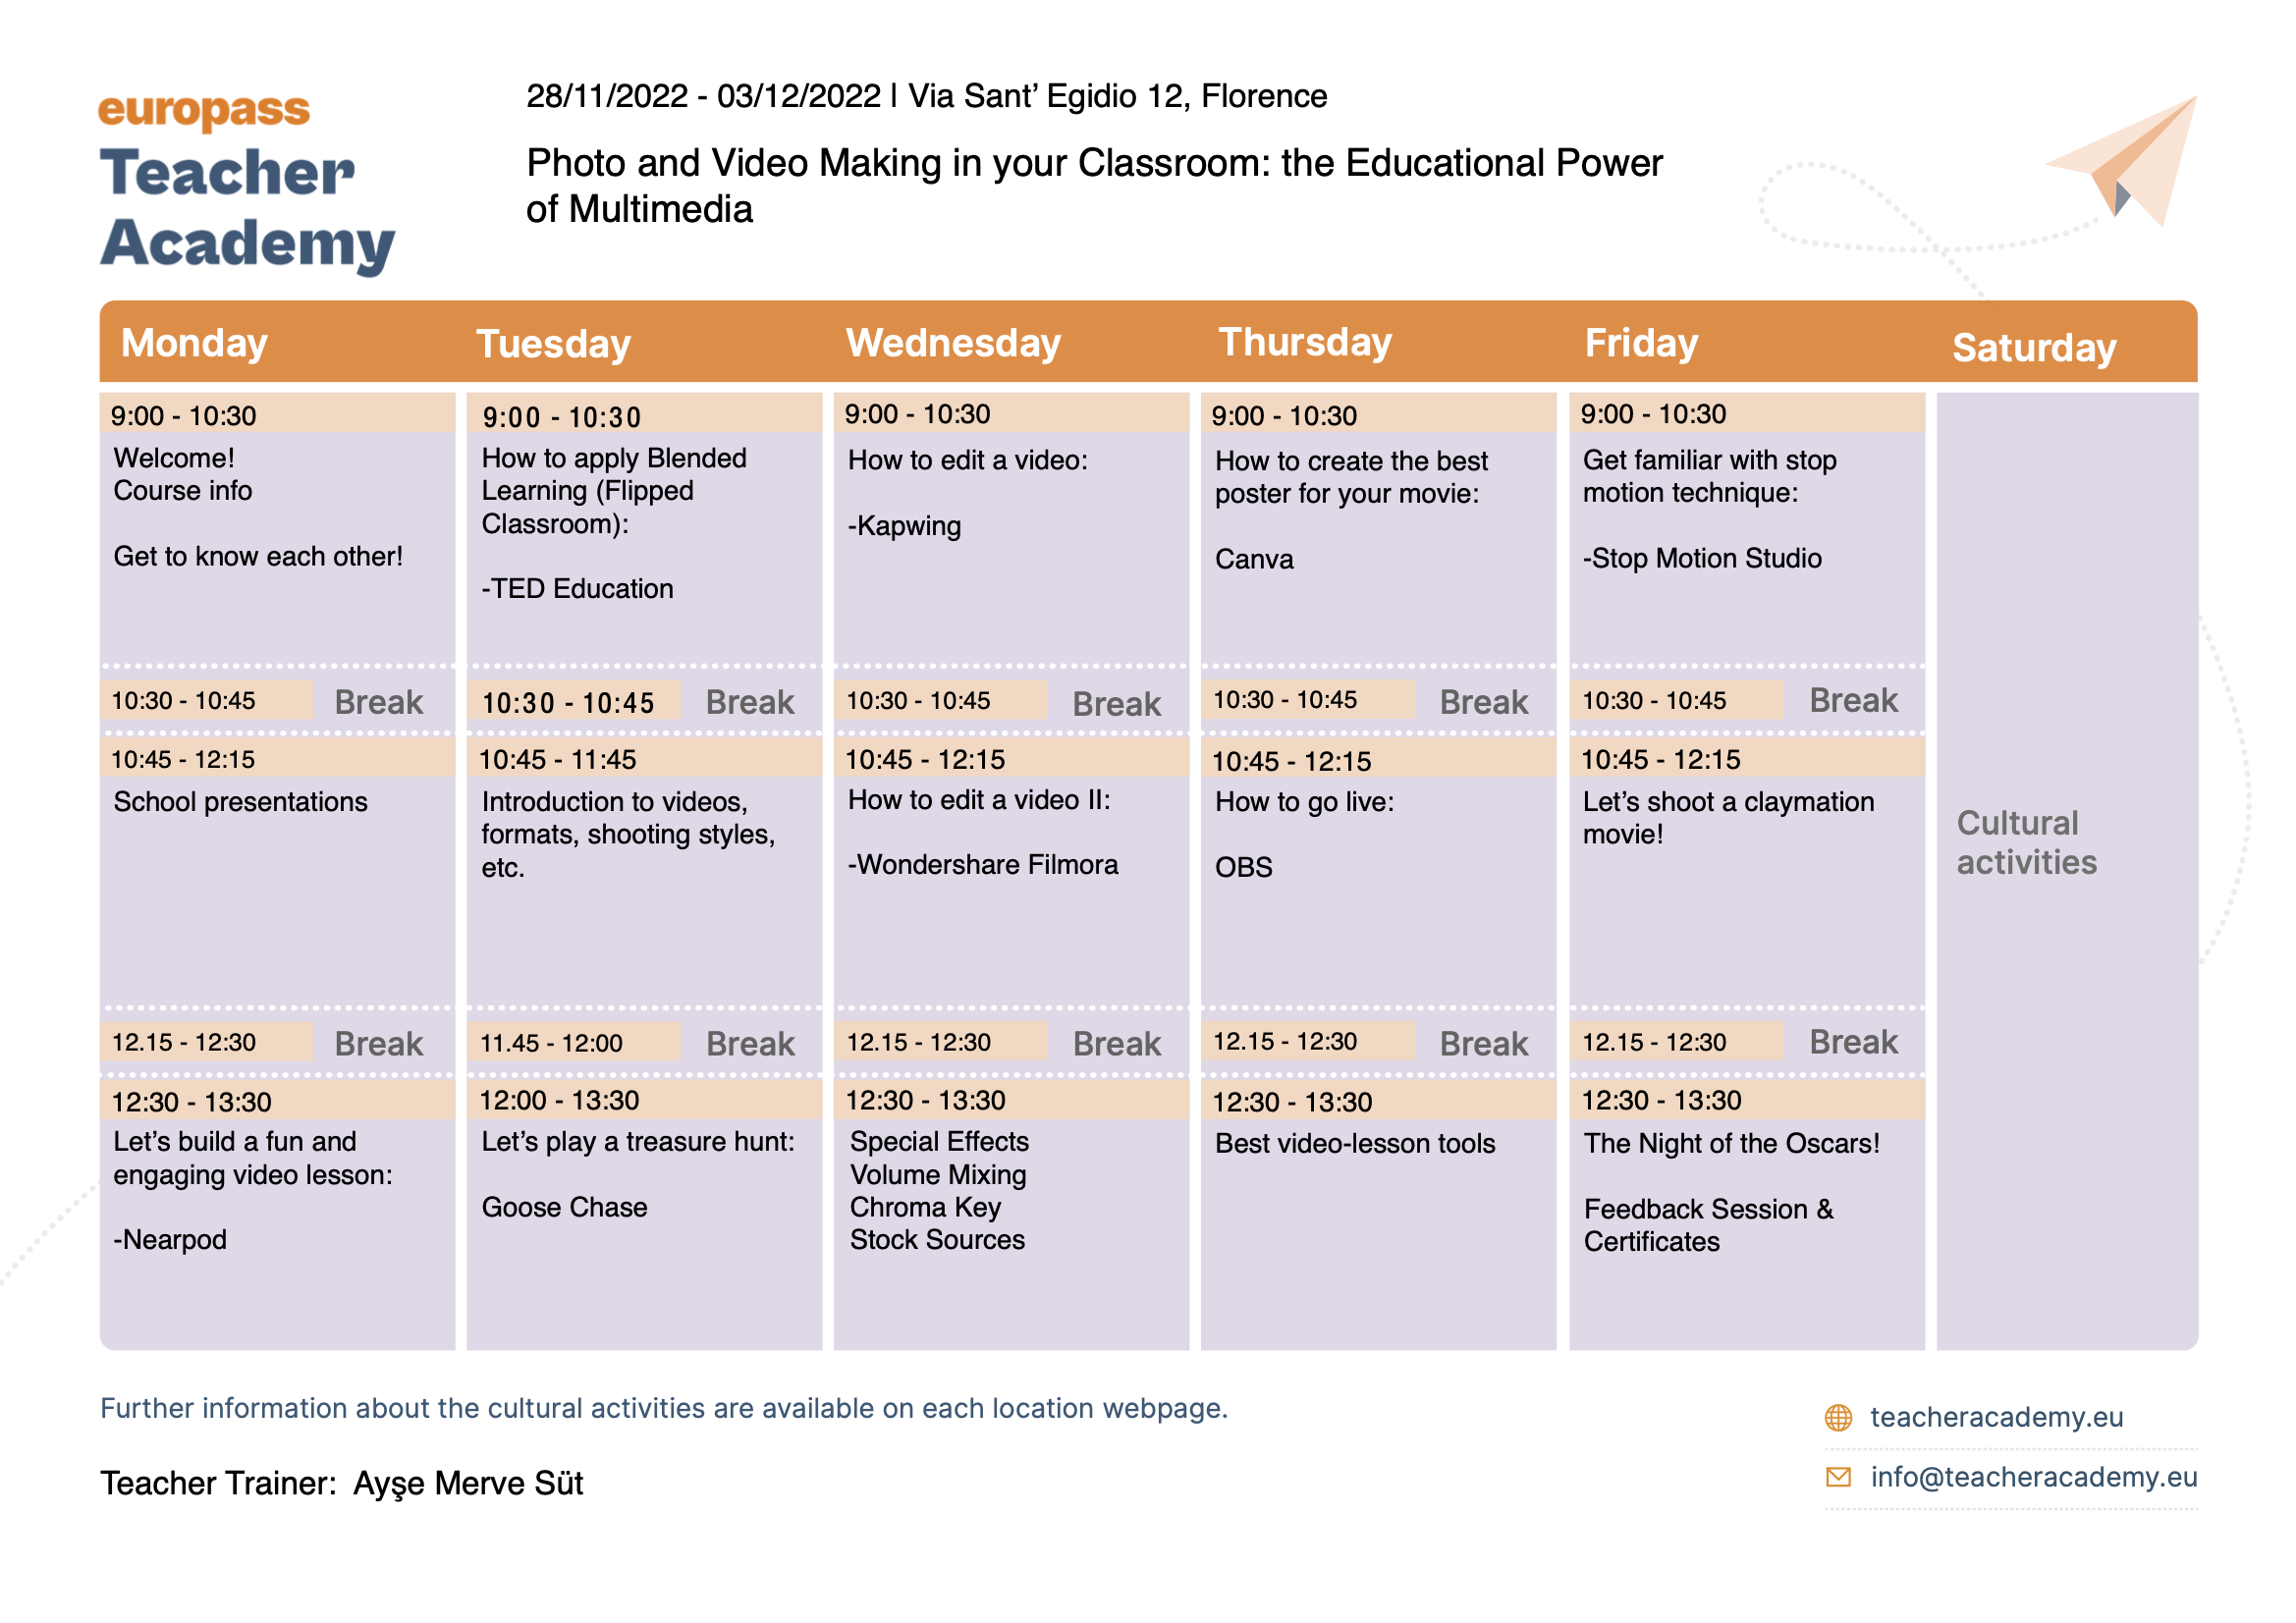 europass
Teacher
Academy
28/11/2022 - 03/12/2022 | Via Sant’ Egidio 12, Florence
Photo and Video Making in your Classroom: the Educational Power
of Multimedia
Monday
Tuesday
Wednesday
Thursday
Friday
Saturday
9:00 - 10:30
Welcome!
Course info
Get to know each other!
10:30 - 10:45
Break
10:45 - 12:15
School presentations
12.15 - 12:30
Break
12:30 - 13:30
Let’s build a fun and
engaging video lesson:
-Nearpod
9:00 - 10:30
How to apply Blended
Learning (Flipped
Classroom):
-TED Education
10:30 - 10:45
Break
10:45 - 11:45
Introduction to videos,
formats, shooting styles,
etc.
11.45 - 12:00
Break
12:00 - 13:30
Let’s play a treasure hunt:
Goose Chase
9:00 - 10:30
How to edit a video:
-Kapwing
10:30 - 10:45
Break
10:45 - 12:15
How to edit a video II:
-Wondershare Filmora
12.15 - 12:30
Break
12:30 - 13:30
Special Effects
Volume Mixing
Chroma Key
Stock Sources
9:00 - 10:30
How to create the best
poster for your movie:
Canva
10:30 - 10:45
Break
10:45 - 12:15
How to go live:
OBS
12.15 - 12:30
Break
12:30 - 13:30
Best video-lesson tools
9:00 - 10:30
Get familiar with stop
motion technique:
-Stop Motion Studio
10:30 - 10:45
Break
10:45 - 12:15
Let’s shoot a claymation
movie!
12.15 - 12:30
Break
12:30 - 13:30
The Night of the Oscars!
Feedback Session &
Certificates
Cultural
activities
Further information about the cultural activities are available on each location webpage.
Teacher Trainer: Ayşe Merve Süt
teacheracademy.eu
info@teacheracademy.eu